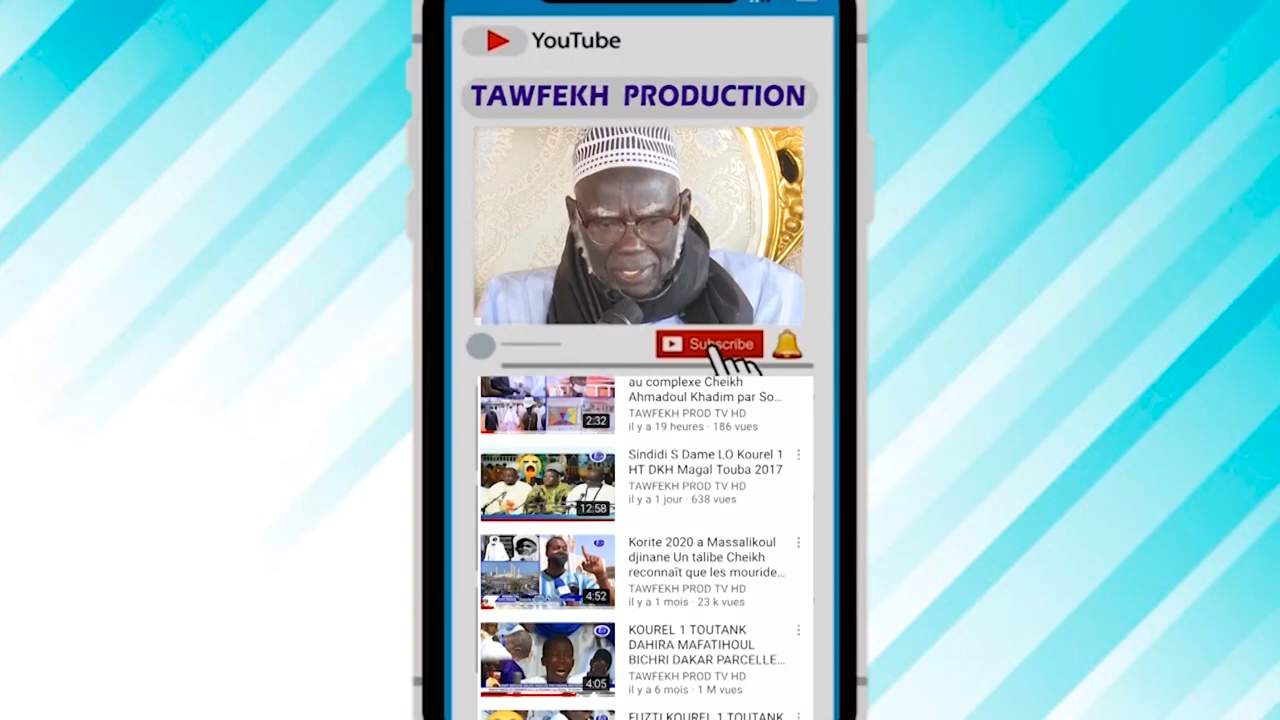 YouTube
TAWFEKH PRODUCTION
Subscribe
au complexe Cheikh
Ahmadoul Khadim par So...
TAWFEKH PROD TV HD
il y a 19 heures · 186 vues
2:32
Sindidi S Dame LO Kourel 1
HT DKH Magal Touba 2017
TAWFEKH PROD TV HD
il y a 1 jour · 638 vues
12:58
Korite 2020 a Massalikoul
djinane Un talibe Cheikh
reconnaît que les mouride...
TAWFEKH PROD TV HD
il y a 1 mois · 23 k vues
4:52
KOUREL 1 TOUTANK
DAHIRA MAFATIHOUL
BICHRI DAKAR PARCELLE...
TAWFEKH PROD TV HD
il y a 6 mois · 1 M vues
4:05
KOUREL 1 TOUTANK